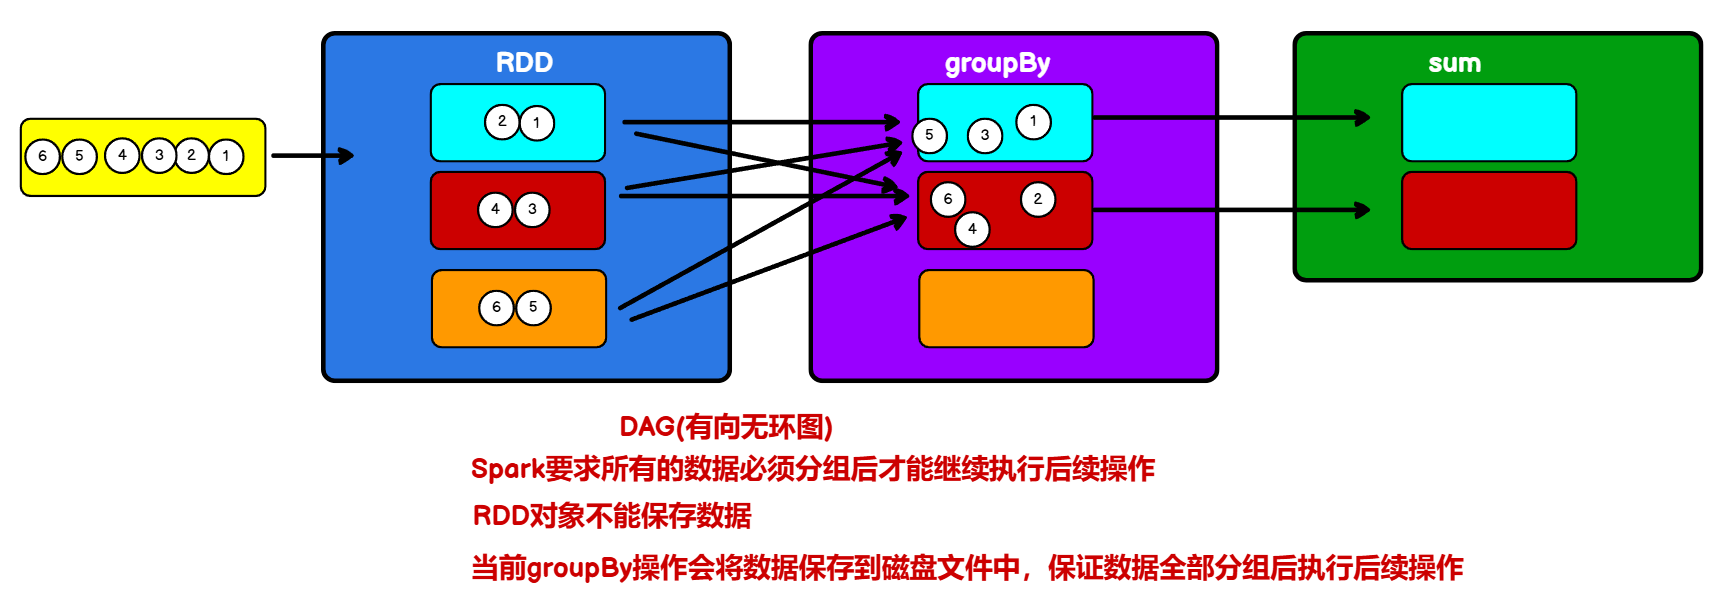 RDD
groupBy
sum
6 5 4 3 2 1
2 1
4 3
6 5
5 3 1
6 2
4
DAG(有向无环图)
Spark要求所有的数据必须分组后才能继续执行后续操作
RDD对象不能保存数据
当前groupBy操作会将数据保存到磁盘文件中，保证数据全部分组后执行后续操作